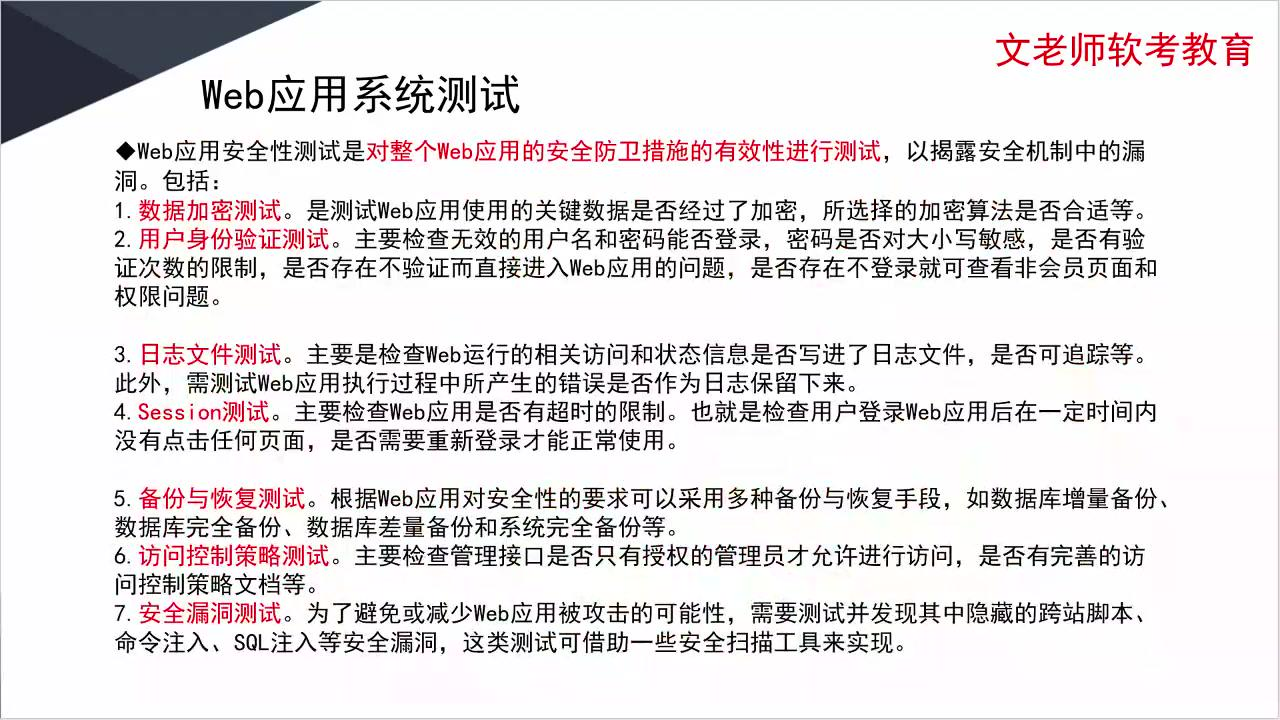 文老师软考教育
Web应用系统测试
◆Web应用安全性测试是对整个Web应用的安全防卫措施的有效性进行测试，以揭露安全机制中的漏
洞。包括：
1.数据加密测试。是测试Web应用使用的关键数据是否经过了加密，所选择的加密算法是否合适等。
2.用户身份验证测试。主要检查无效的用户名和密码能否登录，密码是否对大小写敏感，是否有验
证次数的限制，是否存在不验证而直接进入Web应用的问题，是否存在不登录就可查看非会员页面和
权限问题。
3.日志文件测试。主要是检查Web运行的相关访问和状态信息是否写进了日志文件，是否可追踪等。
此外，需测试Web应用执行过程中所产生的错误是否作为日志保留下来。
4.Session测试。主要检查Web应用是否有超时的限制。也就是检查用户登录Web应用后在一定时间内
没有点击任何页面，是否需要重新登录才能正常使用。
5.备份与恢复测试。根据Web应用对安全性的要求可以采用多种备份与恢复手段，如数据库增量备份、
数据库完全备份、数据库差量备份和系统完全备份等。
6.访问控制策略测试。主要检查管理接口是否只有授权的管理员才允许进行访问，是否有完善的访
问控制策略文档等。
7.安全漏洞测试。为了避免或减少Web应用被攻击的可能性，需要测试并发现其中隐藏的跨站脚本、
命令注入、SQL注入等安全漏洞，这类测试可借助一些安全扫描工具来实现。